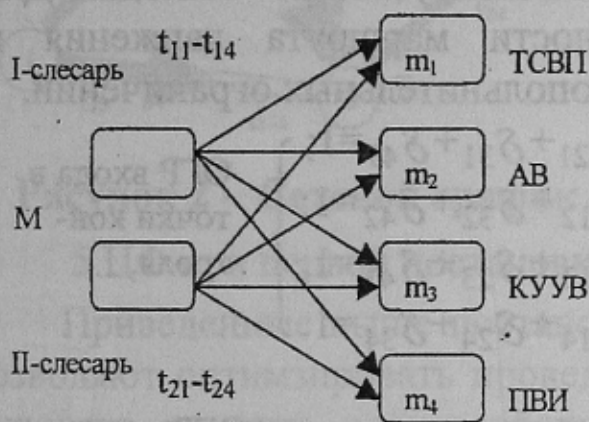 I-слесарь
t₁₁-t₁₄
m₁
ТСВП
m₂
АВ
М
m₃
КУУВ
II-слесарь
t₂₁-t₂₄
m₄
ПВИ